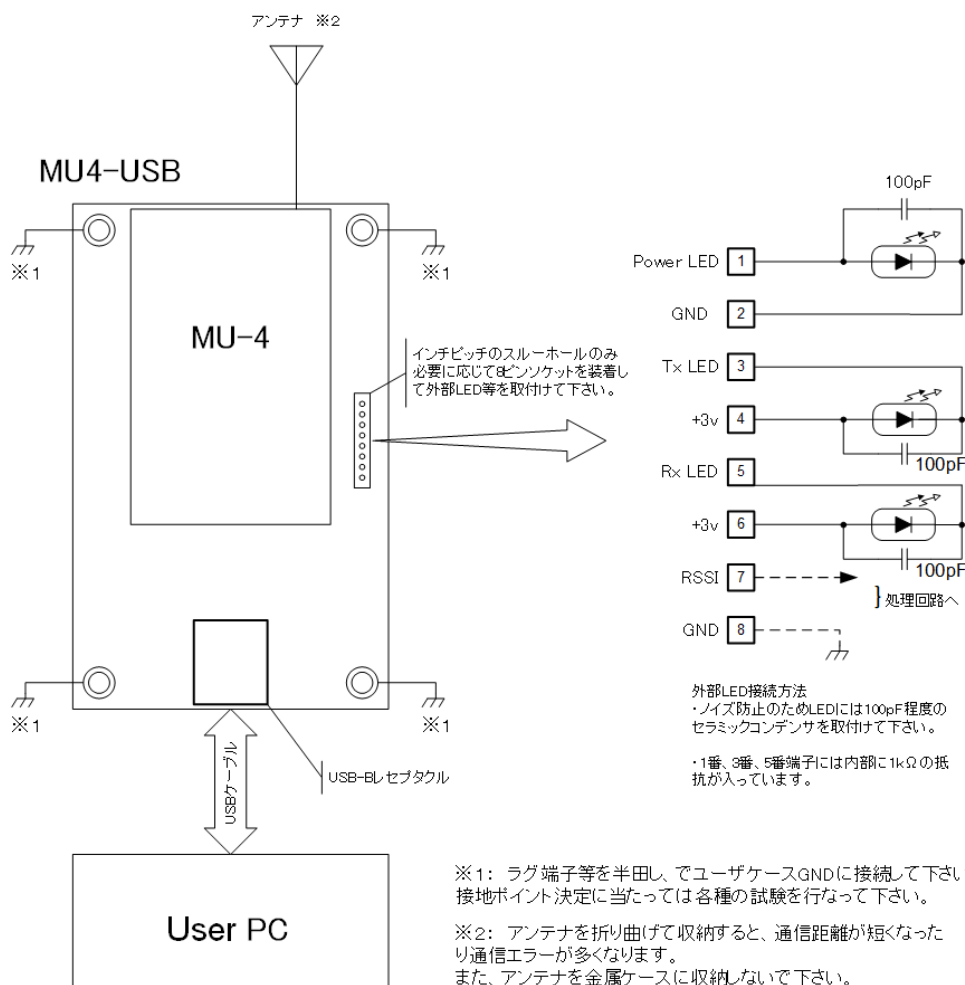 アンテナ ※2
MU4-USB
※1
※1
MU-4
インチピッチのスルーホールのみ
必要に応じて8ピンソケットを装着し
て外部LED等を取付けて下さい。
100pF
Power LED 1
GND 2
Tx LED 3
+3v 4
100pF
Rx LED 5
+3v 6
100pF
RSSI 7
}処理回路へ
GND 8
※1
※1
外部LED接続方法
・ノイズ防止のためLEDには100pF程度の
セラミックコンデンサを取付けて下さい。
・1番、3番、5番端子には内部に1kΩの抵
抗が入っています。
USBケーブル
USB-Bレセプタクル
User PC
※1: ラグ端子等を半田し、でユーザケースGNDに接続して下さい
接地ポイント決定に当たっては各種の試験を行なって下さい。
※2: アンテナを折り曲げて収納すると、通信距離が短くなった
り通信エラーが多くなります。
また、アンテナを金属ケースに収納しないで下さい。